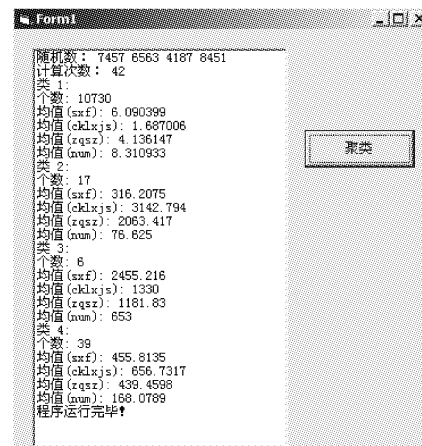 Form1
随机数: 7457 6563 4187 8451
计算次数: 42
类 1:
个数: 10730
均值(sxf): 6.090399
均值(cklxjs): 1.687006
均值(zqsz): 4.136147
均值(num): 8.310933
类 2:
个数: 17
均值(sxf): 316.2075
均值(cklxjs): 3142.794
均值(zqsz): 2063.417
均值(num): 76.625
类 3:
个数: 6
均值(sxf): 2455.216
均值(cklxjs): 1330
均值(zqsz): 1181.83
均值(num): 653
类 4:
个数: 39
均值(sxf): 455.8135
均值(cklxjs): 656.7317
均值(zqsz): 439.4598
均值(num): 168.0789
程序运行完毕!
聚类